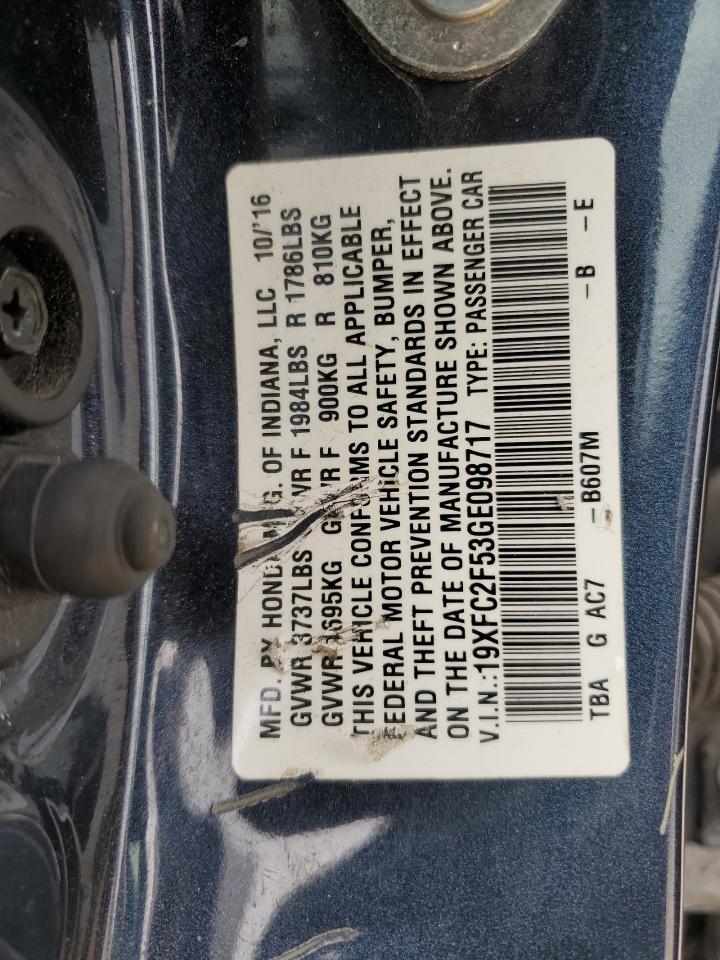 MFD. BY HONDA MFG. OF INDIANA, LLC 10/'16
GVWR 3737LBS GAWR F 1984LBS R 1786LBS
GVWR 1695KG GAWR F 900KG R 810KG
THIS VEHICLE CONFORMS TO ALL APPLICABLE
FEDERAL MOTOR VEHICLE SAFETY, BUMPER,
AND THEFT PREVENTION STANDARDS IN EFFECT
ON THE DATE OF MANUFACTURE SHOWN ABOVE.
V.I.N.:19XFC2F53GE098717 TYPE: PASSENGER CAR
TBA G AC7 –B607M –B –E